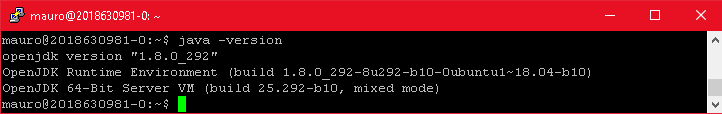 mauro@2018630981-0: ~
mauro@2018630981-0:~$ java -version
openjdk version "1.8.0_292"
OpenJDK Runtime Environment (build 1.8.0_292-8u292-b10-0ubuntu1~18.04-b10)
OpenJDK 64-Bit Server VM (build 25.292-b10, mixed mode)
mauro@2018630981-0:~$